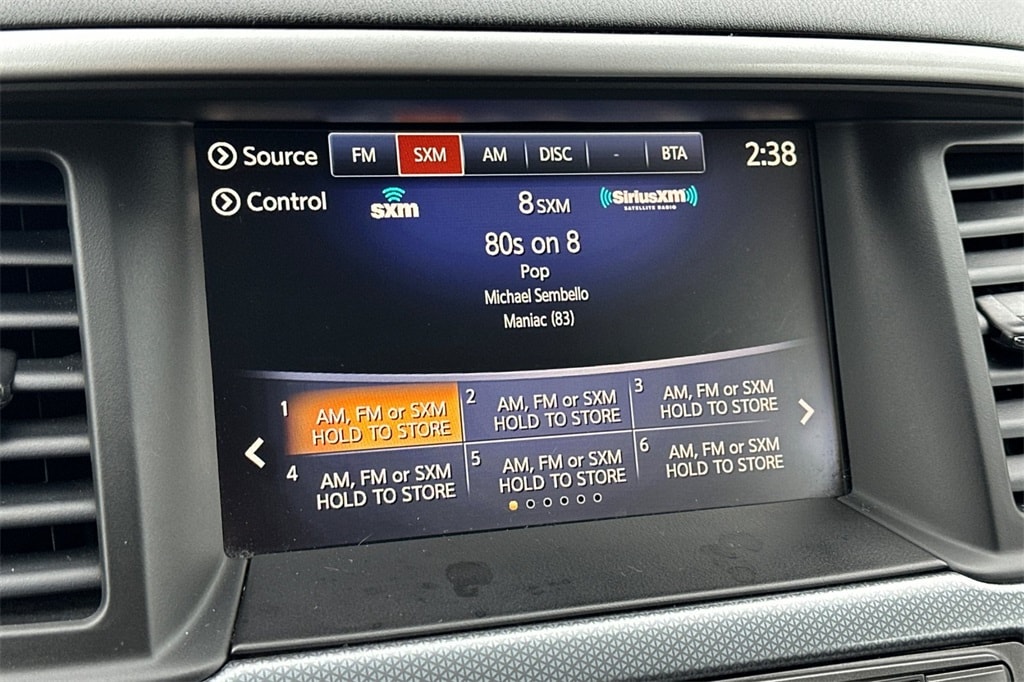 Source FM SXM AM DISC - BTA 2:38
Control sxm 8 SXM SiriusXM
SATELLITE RADIO
80s on 8
Pop
Michael Sembello
Maniac (83)
1 AM, FM or SXM
HOLD TO STORE
2 AM, FM or SXM
HOLD TO STORE
3 AM, FM or SXM
HOLD TO STORE
4 AM, FM or SXM
HOLD TO STORE
5 AM, FM or SXM
HOLD TO STORE
6 AM, FM or SXM
HOLD TO STORE